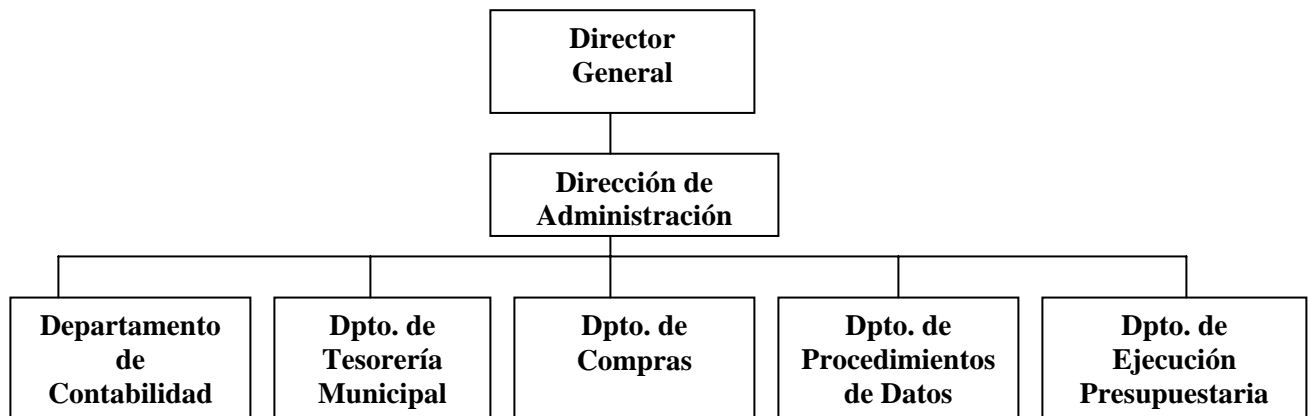 Director
General
Dirección de
Administración
Departamento
de
Contabilidad
Dpto. de
Tesorería
Municipal
Dpto. de
Compras
Dpto. de
Procedimientos
de Datos
Dpto. de
Ejecución
Presupuestaria